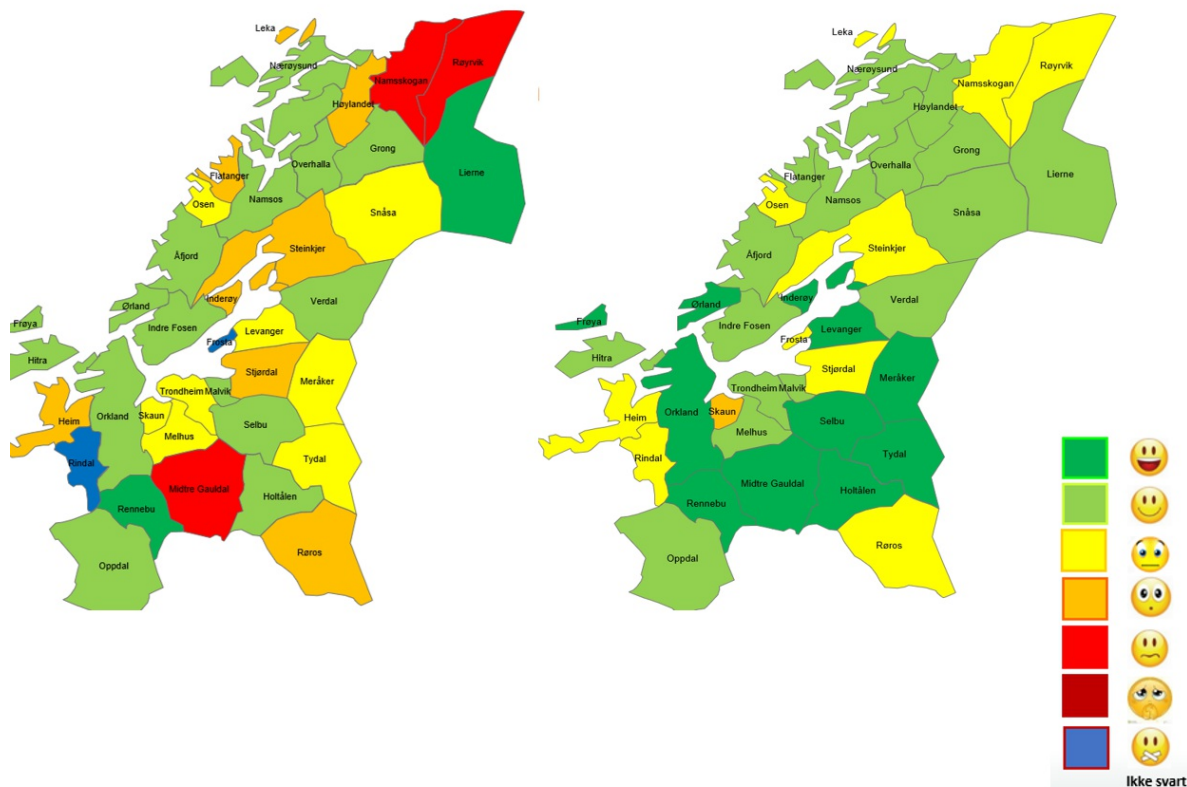 Leka
Nærøysund
Namsskogan
Røyrvik
Høylandet
Grong
Overhalla
Lierne
Flatanger
Namsos
Osen
Snåsa
Steinkjer
Åfjord
Inderøy
Verdal
Ørland
Frøya
Indre Fosen
Levanger
Frosta
Hitra
Stjørdal
Meråker
Trondheim
Malvik
Heim
Orkland
Skaun
Selbu
Melhus
Rindal
Tydal
Midtre Gauldal
Holtålen
Rennebu
Røros
Oppdal
Leka
Nærøysund
Røyrvik
Namsskogan
Høylandet
Grong
Overhalla
Lierne
Flatanger
Namsos
Osen
Snåsa
Steinkjer
Åfjord
Inderøy
Verdal
Ørland
Frøya
Indre Fosen
Levanger
Frosta
Hitra
Stjørdal
Meråker
Trondheim
Malvik
Heim
Orkland
Skaun
Selbu
Melhus
Rindal
Tydal
Midtre Gauldal
Holtålen
Rennebu
Røros
Oppdal
Ikke svart